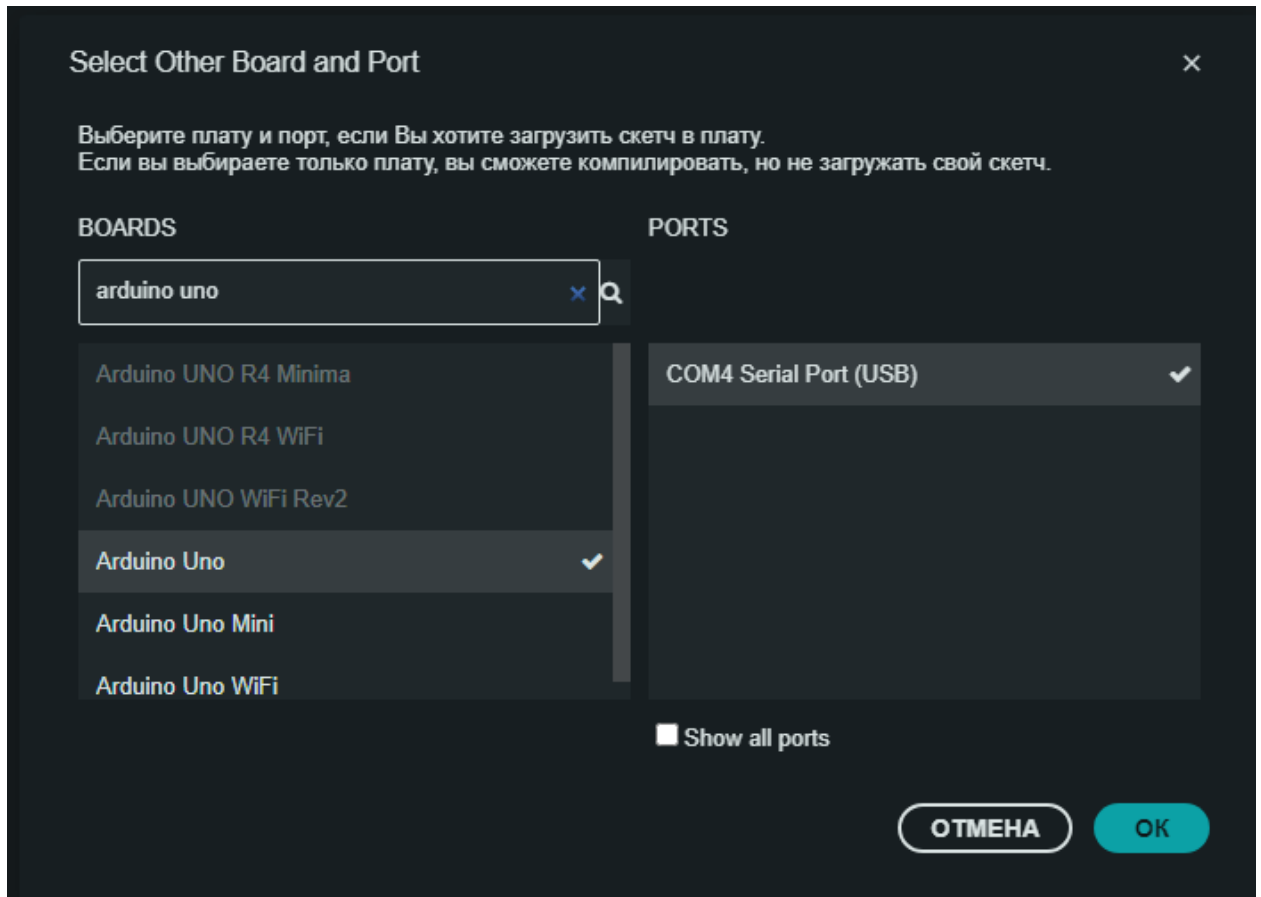 Select Other Board and Port
Выберите плату и порт, если Вы хотите загрузить скетч в плату.
Если вы выбираете только плату, вы сможете компилировать, но не загружать свой скетч.
BOARDS
PORTS
arduino uno
Arduino UNO R4 Minima
COM4 Serial Port (USB)
Arduino UNO R4 WiFi
Arduino UNO WiFi Rev2
Arduino Uno
Arduino Uno Mini
Arduino Uno WiFi
Show all ports
ОТМЕНА
ОК